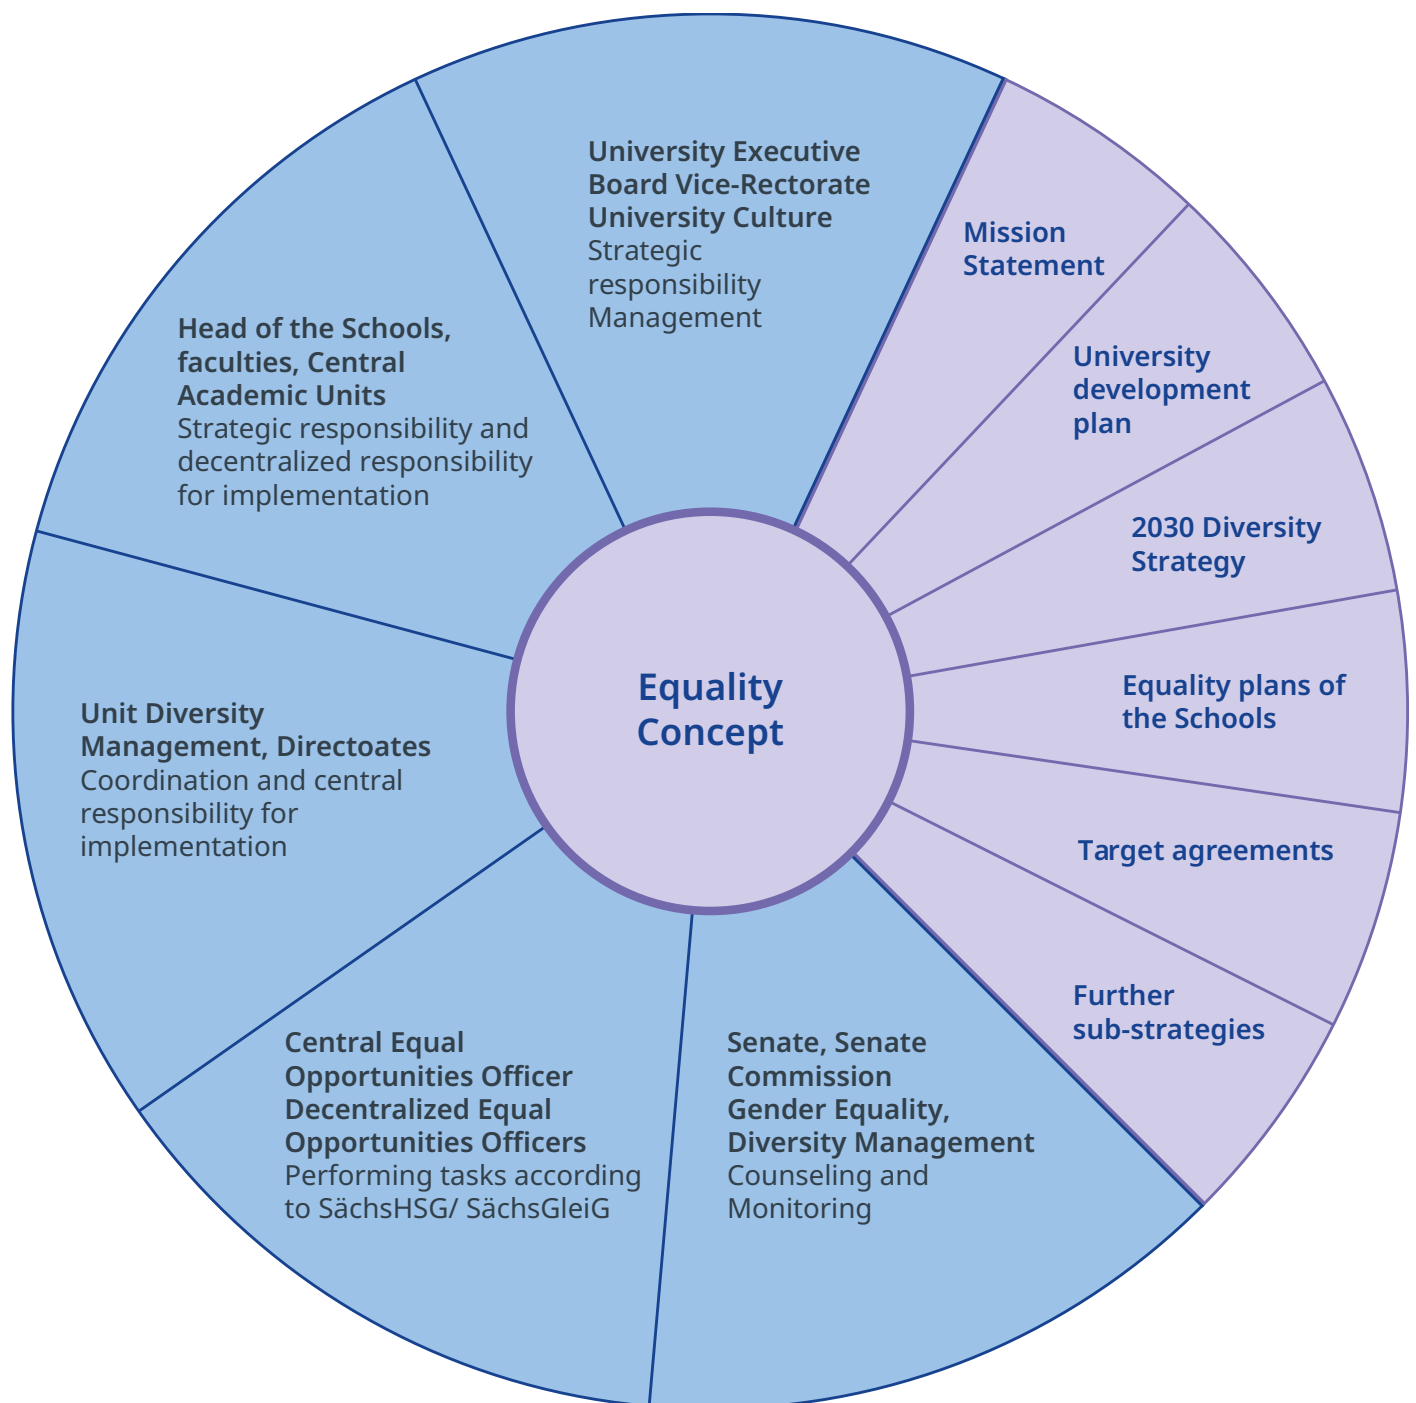 University Executive
Board Vice-Rectorate
University Culture
Strategic
responsibility
Management
Mission
Statement
University
development
plan
2030 Diversity
Strategy
Equality plans of
the Schools
Target agreements
Further
sub-strategies
Senate, Senate
Commission
Gender Equality,
Diversity Management
Counseling and
Monitoring
Central Equal
Opportunities Officer
Decentralized Equal
Opportunities Officers
Performing tasks according
to SächsHSG/ SächsGleiG
Unit Diversity
Management, Directoates
Coordination and central
responsibility for
implementation
Head of the Schools,
faculties, Central
Academic Units
Strategic responsibility and
decentralized responsibility
for implementation
Equality
Concept